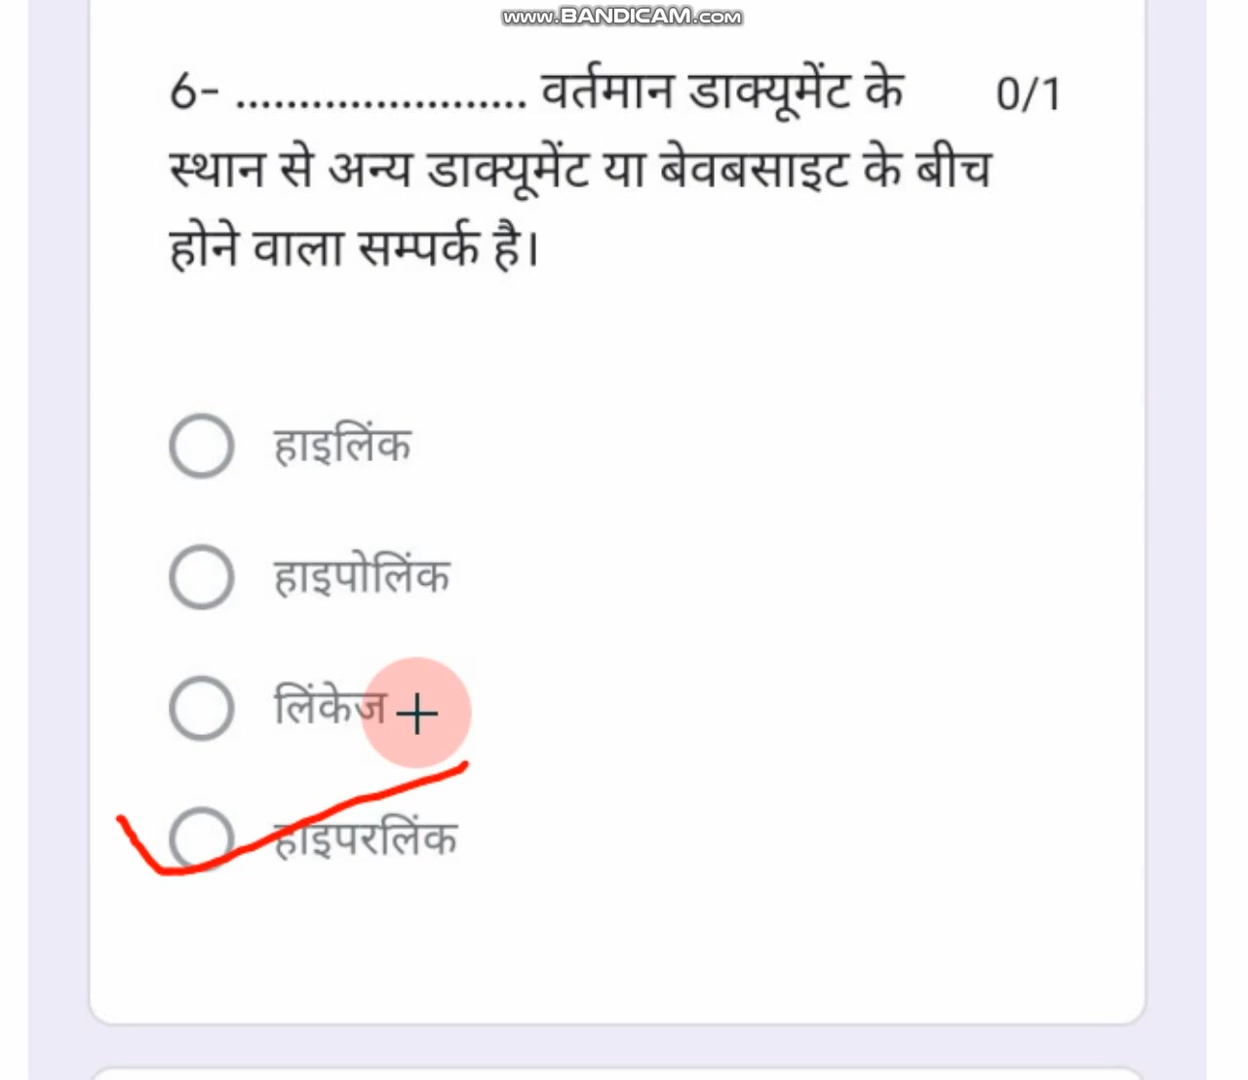 www.BANDICAM.com
6- ....................... वर्तमान डाक्यूमेंट के 0/1
स्थान से अन्य डाक्यूमेंट या बेवबसाइट के बीच
होने वाला सम्पर्क है।
हाइलिंक
हाइपोलिंक
लिंकेज
हाइपरलिंक